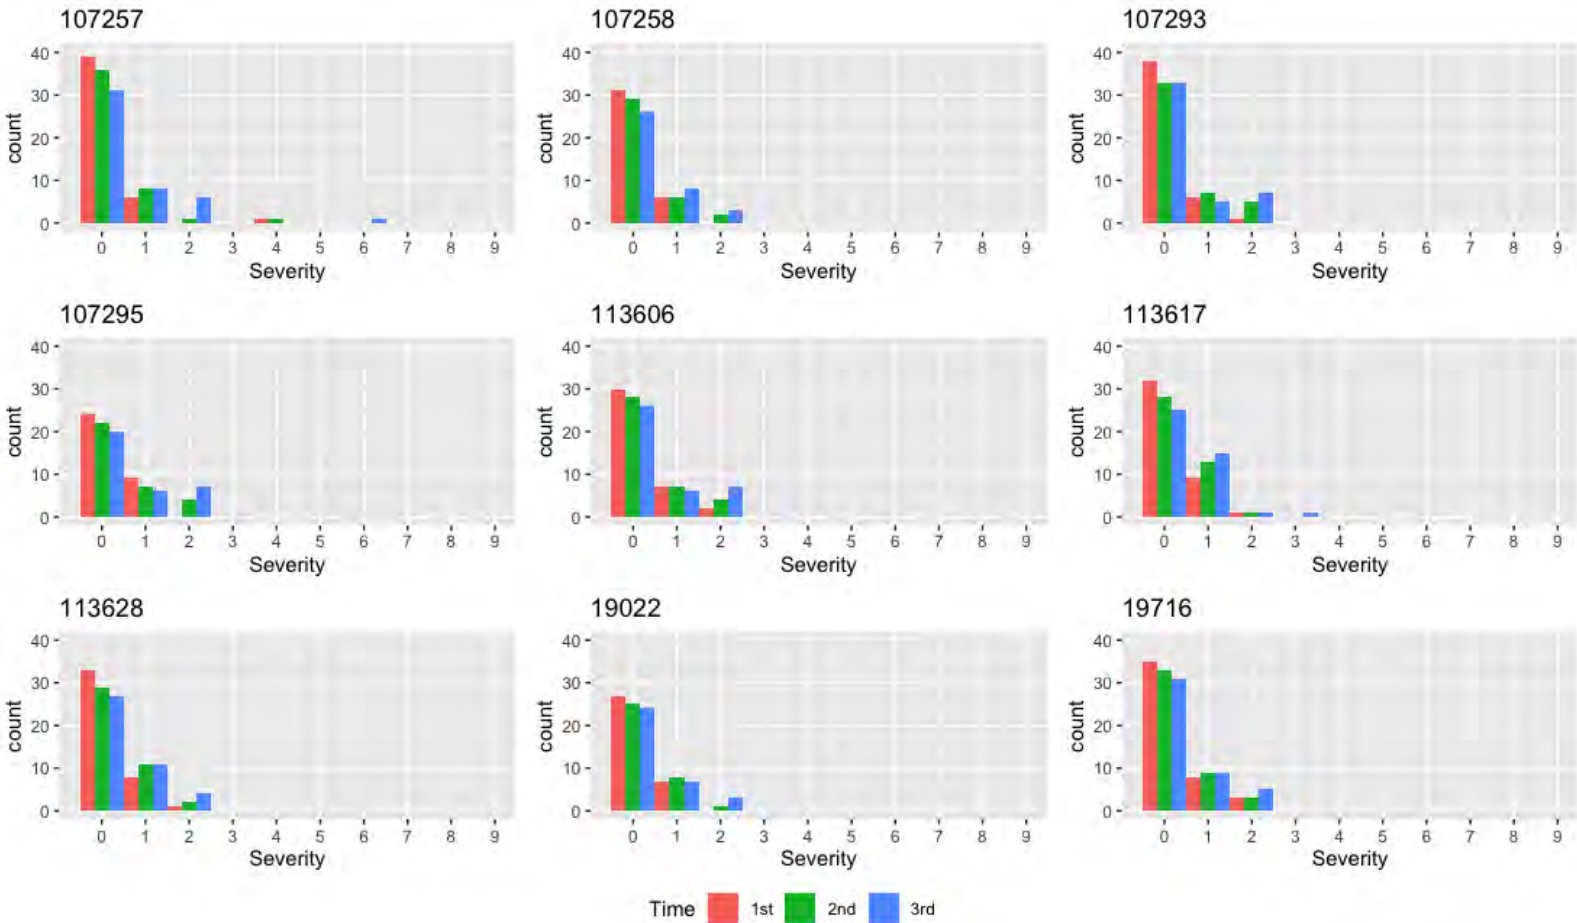 107257 107258 107293
40 40 40
30 30 30
20 20 20
10 10 10
0 0 0
count count count
0 1 2 3 4 5 6 7 8 9 0 1 2 3 4 5 6 7 8 9 0 1 2 3 4 5 6 7 8 9
Severity Severity Severity
107295 113606 113617
40 40 40
30 30 30
20 20 20
10 10 10
0 0 0
count count count
0 1 2 3 4 5 6 7 8 9 0 1 2 3 4 5 6 7 8 9 0 1 2 3 4 5 6 7 8 9
Severity Severity Severity
113628 19022 19716
40 40 40
30 30 30
20 20 20
10 10 10
0 0 0
count count count
0 1 2 3 4 5 6 7 8 9 0 1 2 3 4 5 6 7 8 9 0 1 2 3 4 5 6 7 8 9
Severity Severity Severity
Time 1st 2nd 3rd